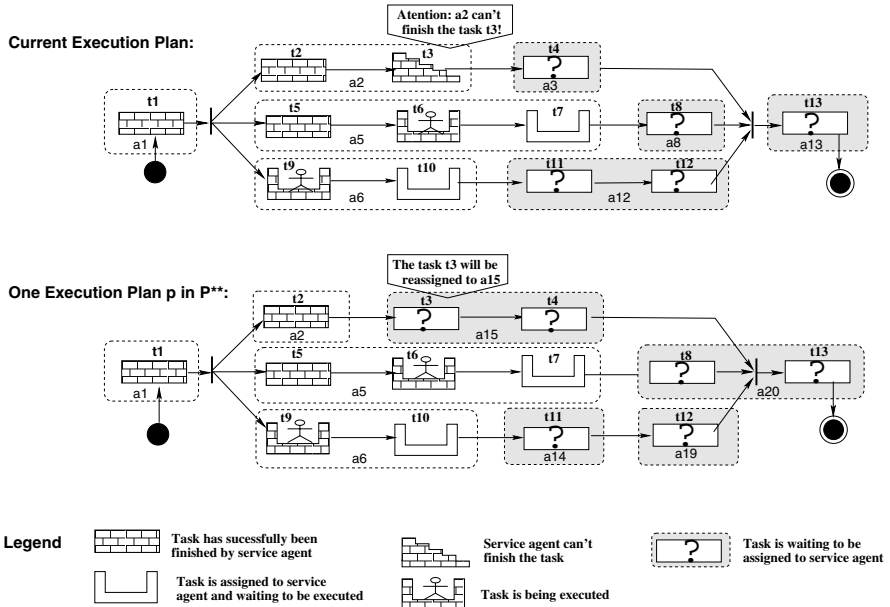 Atention: a2 can't
finish the task t3!
Current Execution Plan:
t1
a1
t2
t3
a2
t4
?
a3
t5
t6
t7
a5
t8
?
a8
t13
?
a13
t9
t10
a6
t11
?
t12
?
a12
The task t3 will be
reassigned to a15
One Execution Plan p in P**:
t1
a1
t2
a2
t3
?
t4
?
a15
t5
t6
t7
a5
t8
?
t13
?
a20
t9
t10
a6
t11
?
a14
t12
?
a19
Legend
Task has sucessfully been
finished by service agent
Task is assigned to service
agent and waiting to be executed
Service agent can't
finish the task
Task is being executed
?
Task is waiting to be
assigned to service agent